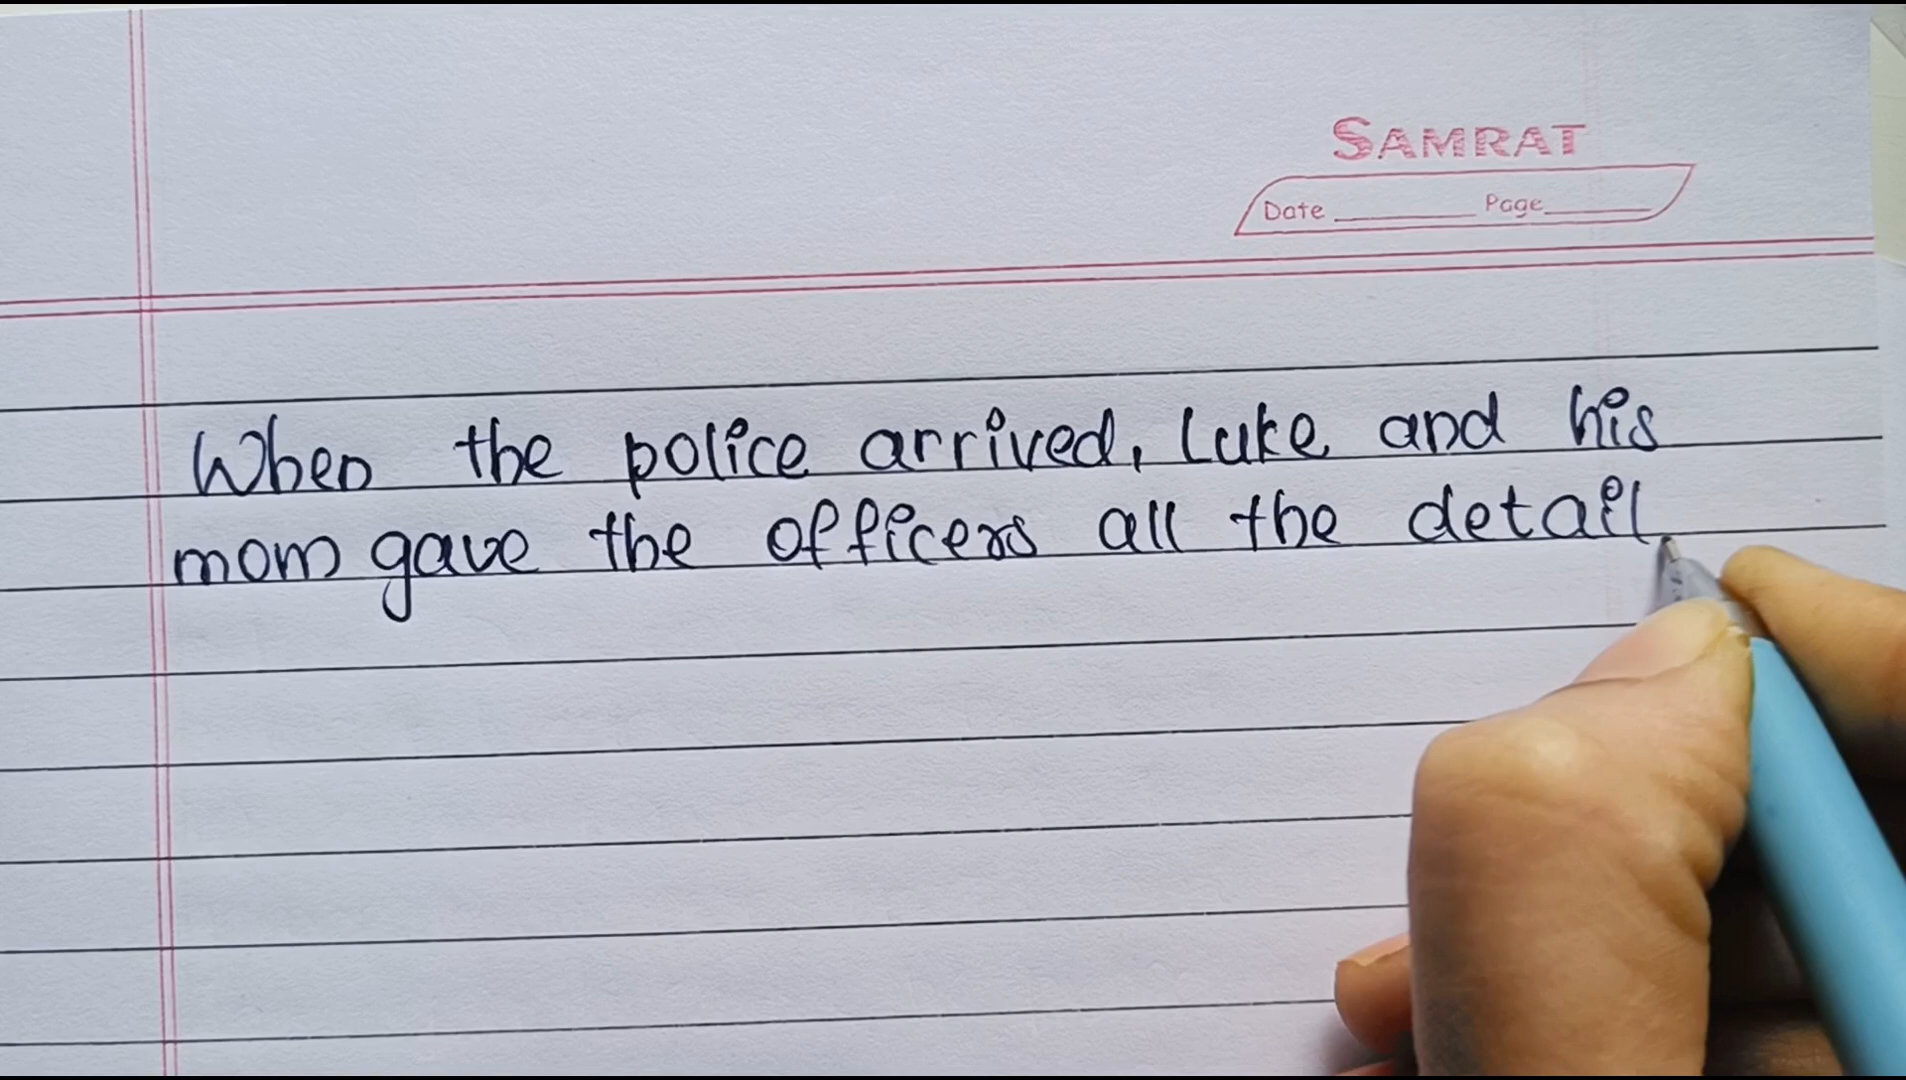 SAMRAT
Date Page
When the police arrived, Luke and his
mom gave the officers all the detail